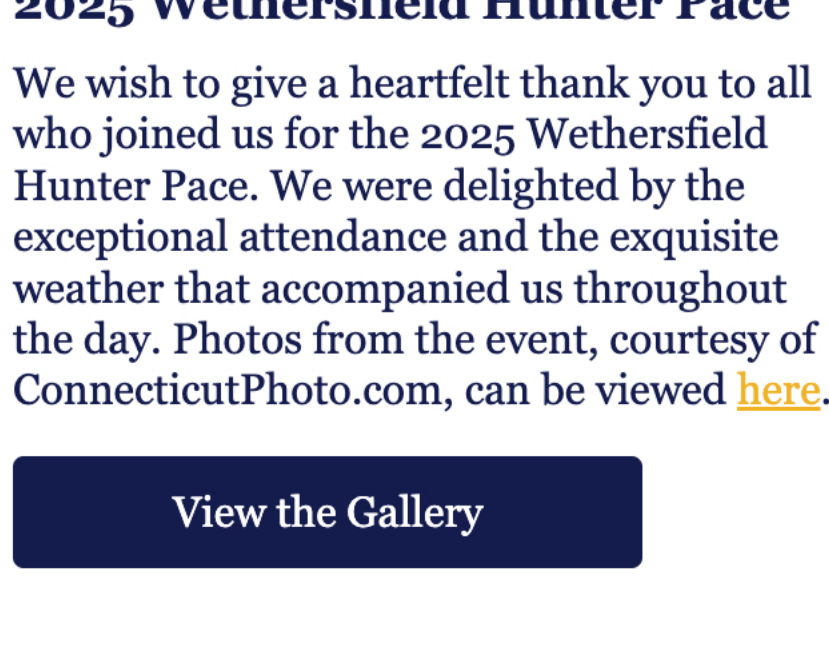 2025 Wethersfield Hunter Pace
We wish to give a heartfelt thank you to all
who joined us for the 2025 Wethersfield
Hunter Pace. We were delighted by the
exceptional attendance and the exquisite
weather that accompanied us throughout
the day. Photos from the event, courtesy of
ConnecticutPhoto.com, can be viewed here.
View the Gallery